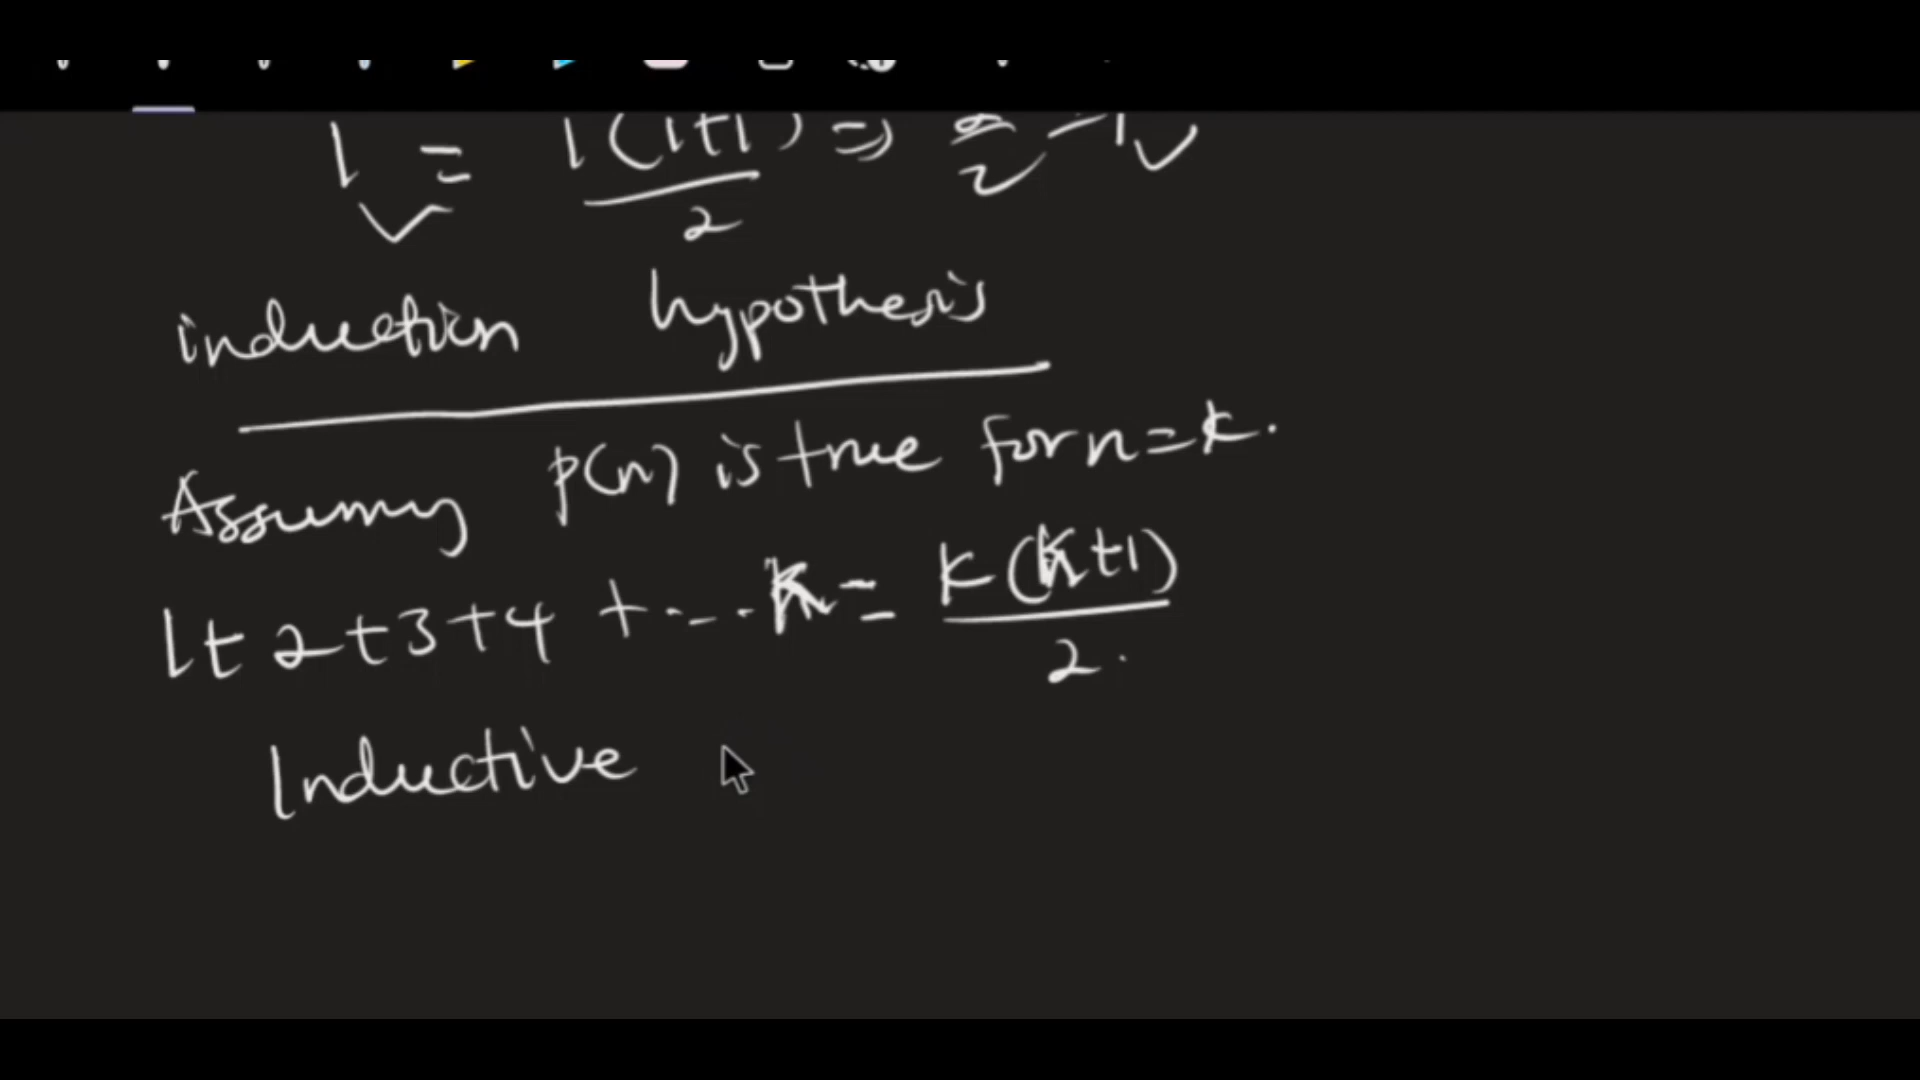 1 = 1(1+1)/2 => 2/2 = 1
induction hypothesis
Assumy p(n) is true for n=k.
1+2+3+4+...k = k(k+1)/2.
Inductive